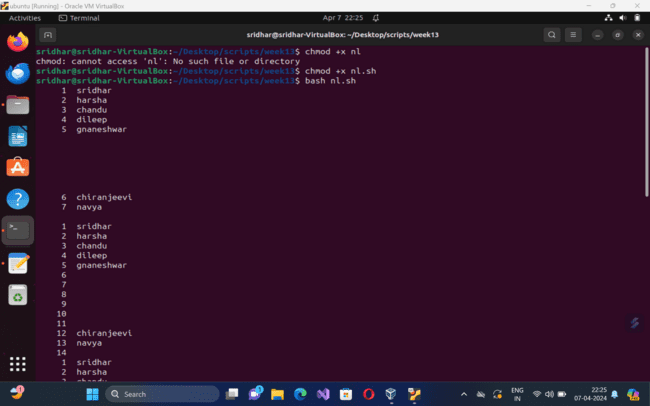 ubuntu [Running] - Oracle VM VirtualBox
Activities Terminal Apr 7 22:25
sridhar@sridhar-VirtualBox: ~/Desktop/scripts/week13
sridhar@sridhar-VirtualBox:~/Desktop/scripts/week13$ chmod +x nl
chmod: cannot access 'nl': No such file or directory
sridhar@sridhar-VirtualBox:~/Desktop/scripts/week13$ chmod +x nl.sh
sridhar@sridhar-VirtualBox:~/Desktop/scripts/week13$ bash nl.sh
1 sridhar
2 harsha
3 chandu
4 dileep
5 gnaneshwar
6 chiranjeevi
7 navya
1 sridhar
2 harsha
3 chandu
4 dileep
5 gnaneshwar
6
7
8
9
10
11
12 chiranjeevi
13 navya
14
1 sridhar
2 harsha
3 chandu
Search
ENG
IN
22:25
07-04-2024